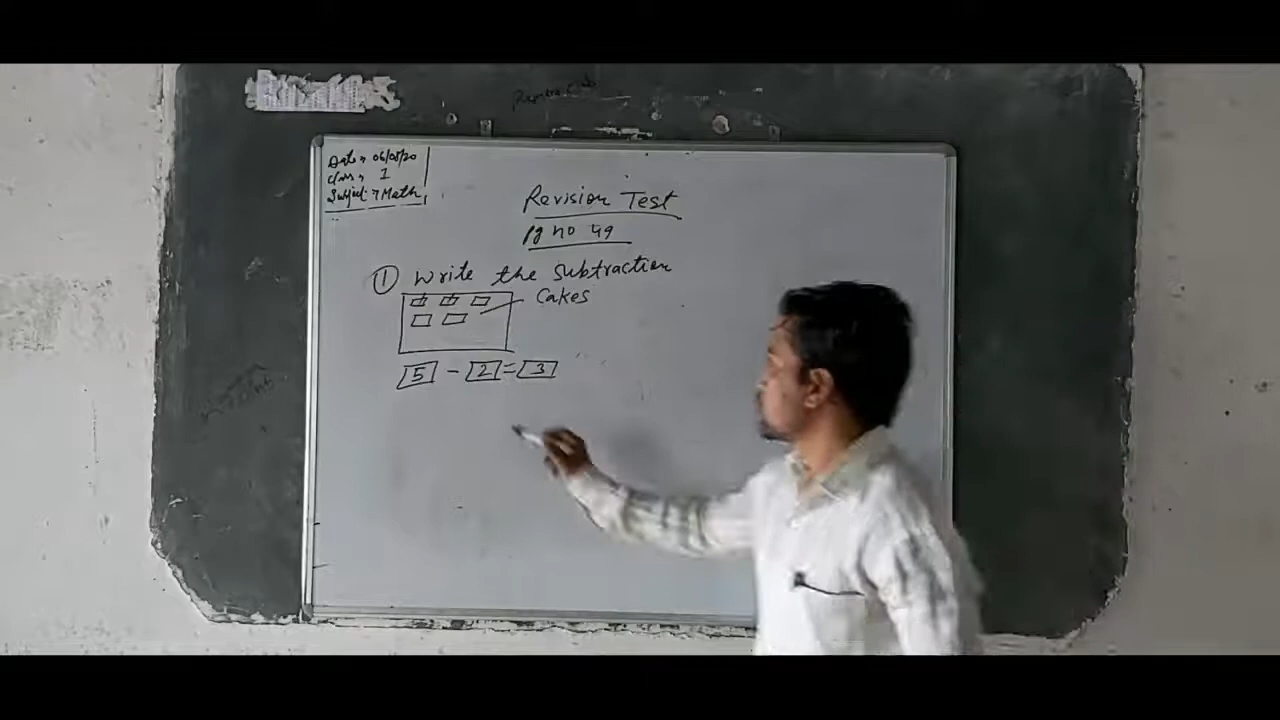 Date → 06/08/20
Class → I
Subject → Math
Revision Test
pg no 49
① Write the subtraction
Cakes
5 - 2 = 3